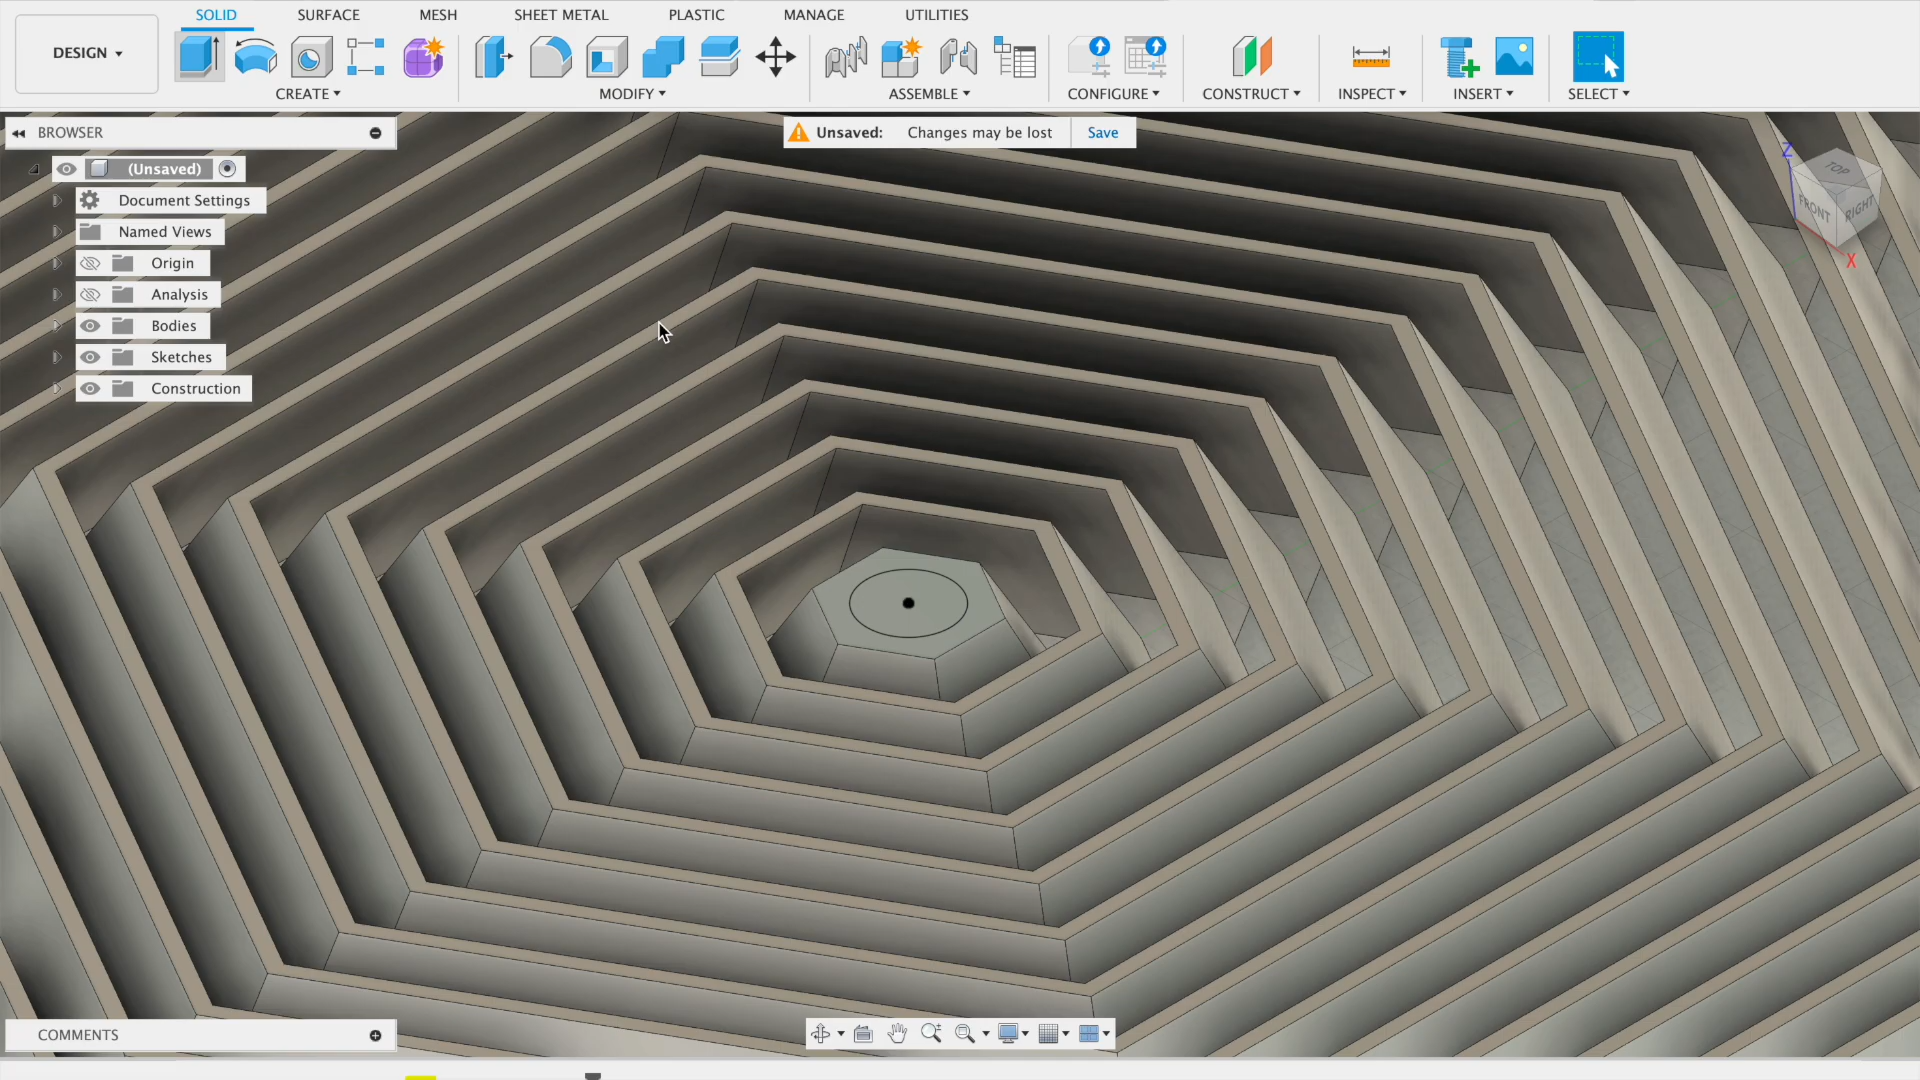 SOLID SURFACE MESH SHEET METAL PLASTIC MANAGE UTILITIES
DESIGN
CREATE MODIFY ASSEMBLE CONFIGURE CONSTRUCT INSPECT INSERT SELECT
BROWSER
Unsaved: Changes may be lost Save
(Unsaved)
Document Settings
Named Views
Origin
Analysis
Bodies
Sketches
Construction
Z
TOP
FRONT RIGHT
X
COMMENTS